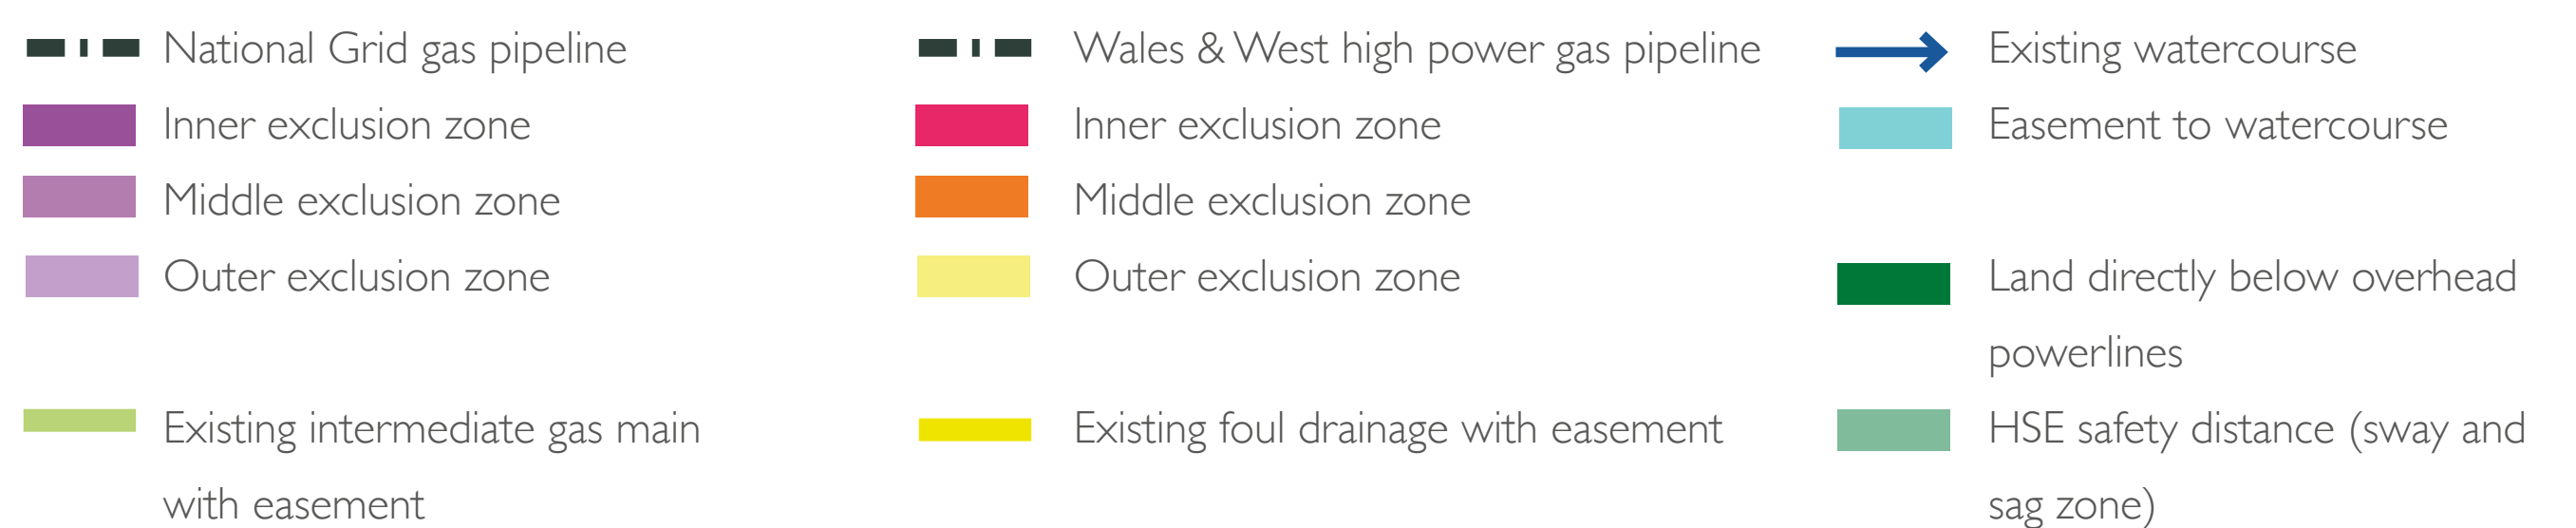 National Grid gas pipeline
Inner exclusion zone
Middle exclusion zone
Outer exclusion zone
Existing intermediate gas main
with easement
Wales & West high power gas pipeline
Inner exclusion zone
Middle exclusion zone
Outer exclusion zone
Existing foul drainage with easement
Existing watercourse
Easement to watercourse
Land directly below overhead
powerlines
HSE safety distance (sway and
sag zone)